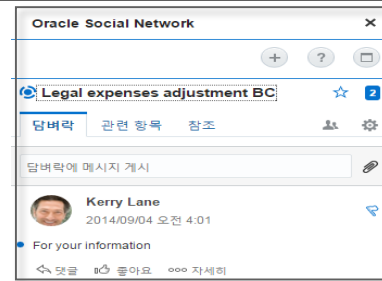 Oracle Social Network ×
+ ?
Legal expenses adjustment BC 2
담벼락 관련 항목 참조
담벼락에 메시지 게시
Kerry Lane
2014/09/04 오전 4:01
For your information
댓글 좋아요 자세히